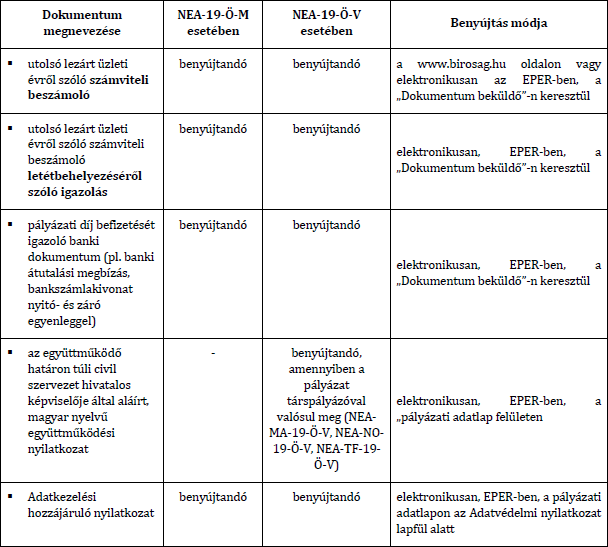 Dokumentum megnevezése
NEA-19-Ö-M esetében
NEA-19-Ö-V esetében
Benyújtás módja
▪ utolsó lezárt üzleti
évről szóló számviteli
beszámoló
benyújtandó
benyújtandó
a www.birosag.hu oldalon vagy
elektronikusan az EPER-ben, a
„Dokumentum beküldő"-n keresztül
▪ utolsó lezárt üzleti
évről szóló számviteli
beszámoló
letétbehelyezéséről
szóló igazolás
benyújtandó
benyújtandó
elektronikusan, EPER-ben, a
„Dokumentum beküldő"-n keresztül
▪ pályázati díj befizetését
igazoló banki
dokumentum (pl. banki
átutalási megbízás,
bankszámlakivonat
nyitó- és záró
egyenleggel)
benyújtandó
benyújtandó
elektronikusan, EPER-ben, a
„Dokumentum beküldő"-n keresztül
▪ az együttműködő
határon túli civil
szervezet hivatalos
képviselője által aláírt,
magyar nyelvű
együttműködési
nyilatkozat
-
benyújtandó,
amennyiben a
pályázat
társpályázóval
valósul meg (NEA-
MA-19-Ö-V, NEA-NO-
19-Ö-V, NEA-TF-19-
Ö-V)
elektronikusan, EPER-ben, a
„pályázati adatlap felületen
▪ Adatkezelési
hozzájáruló nyilatkozat
benyújtandó
benyújtandó
elektronikusan, EPER-ben, a pályázati
adatlapon az Adatvédelmi nyilatkozat
lapfül alatt